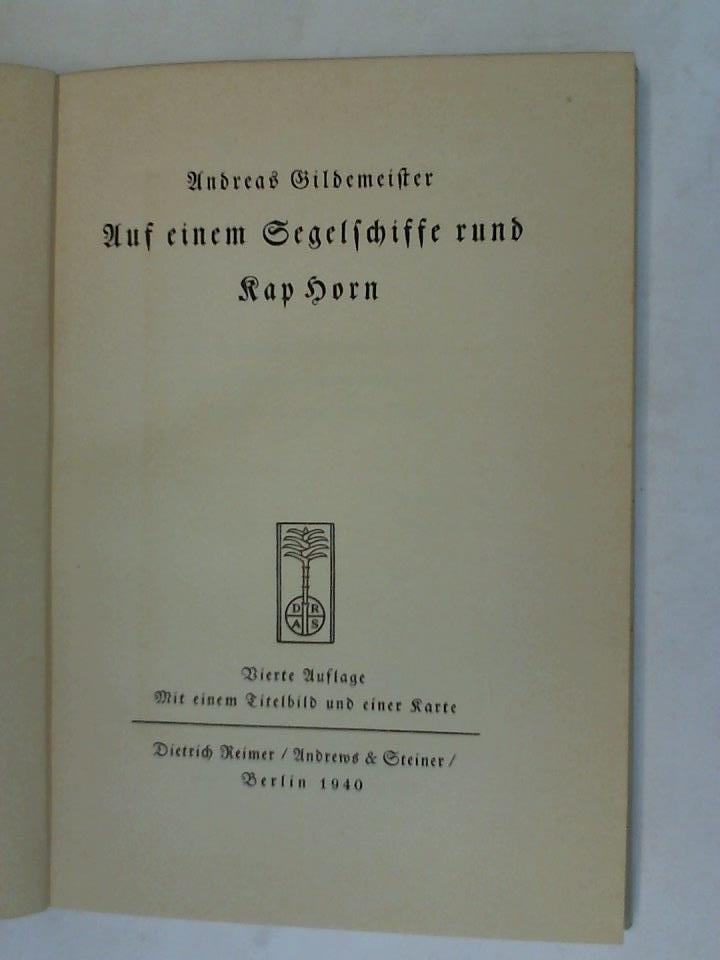 Andreas Gildemeiſter
Auf einem Segelſchiffe rund
Kap Horn
D R
A S
Vierte Auflage
Mit einem Titelbild und einer Karte
Dietrich Reimer / Andrews & Steiner /
Berlin 1940